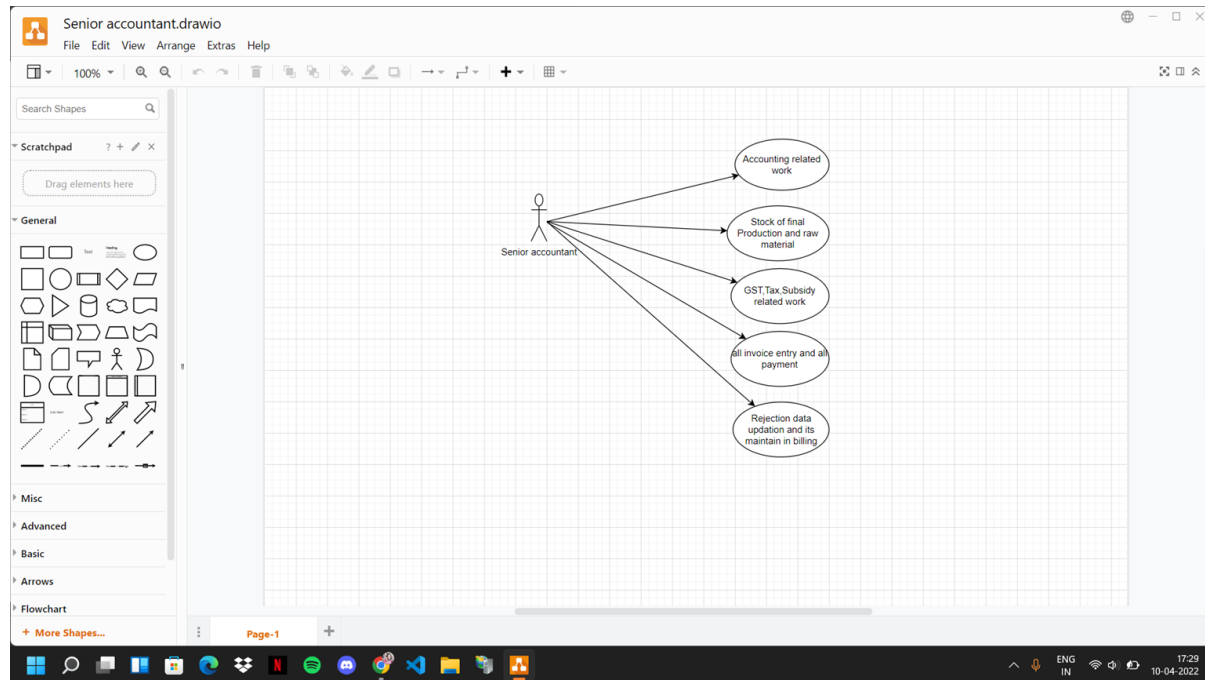 Senior accountant.drawio
File Edit View Arrange Extras Help
100%
Search Shapes
Scratchpad
?
Drag elements here
General
Text
Heading
Misc
Advanced
Basic
Arrows
Flowchart
+ More Shapes...
Senior accountant
Accounting related
work
Stock of final
Production and raw
material
GST,Tax,Subsidy
related work
all invoice entry and all
payment
Rejection data
updation and its
maintain in billing
Page-1
ENG
IN
17:29
10-04-2022